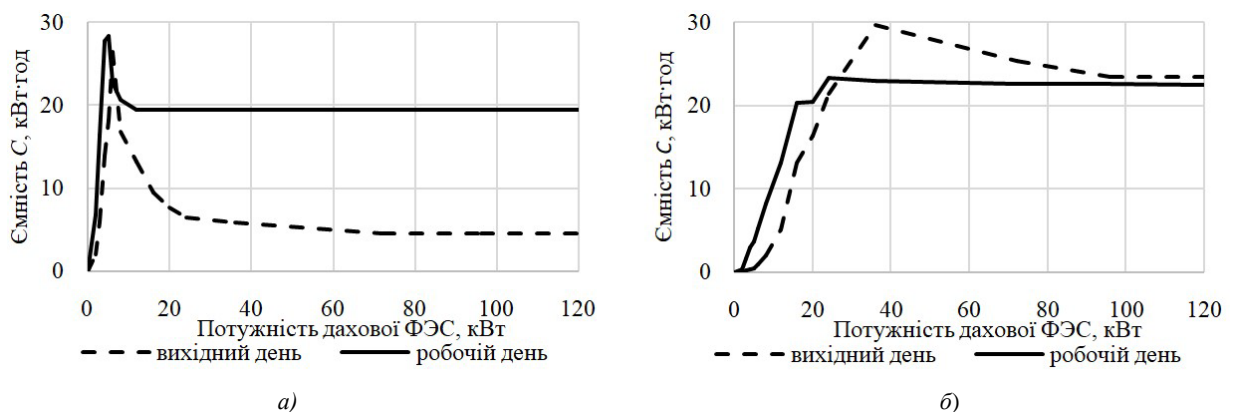 30
20
10
0
Ємність C, кВт·год
0 20 40 60 80 100 120
Потужність дахової ФЭС, кВт
вихідний день робочій день
а)
30
20
10
0
Ємність С, кВт·год
0 20 40 60 80 100 120
Потужність дахової ФЭС, кВт
вихідний день робочій день
б)